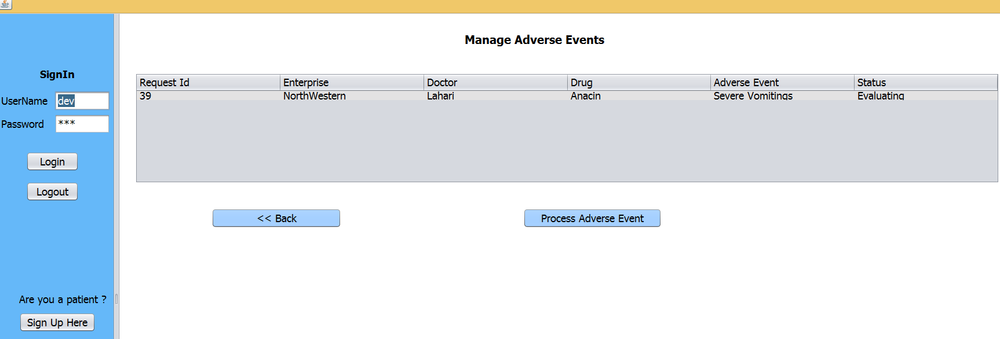 Manage Adverse Events
SignIn
UserName dev
Password ***
Login
Logout
Are you a patient ?
Sign Up Here
Request Id Enterprise Doctor Drug Adverse Event Status
39 NorthWestern Lahari Anacin Severe Vomitings Evaluating
<< Back Process Adverse Event